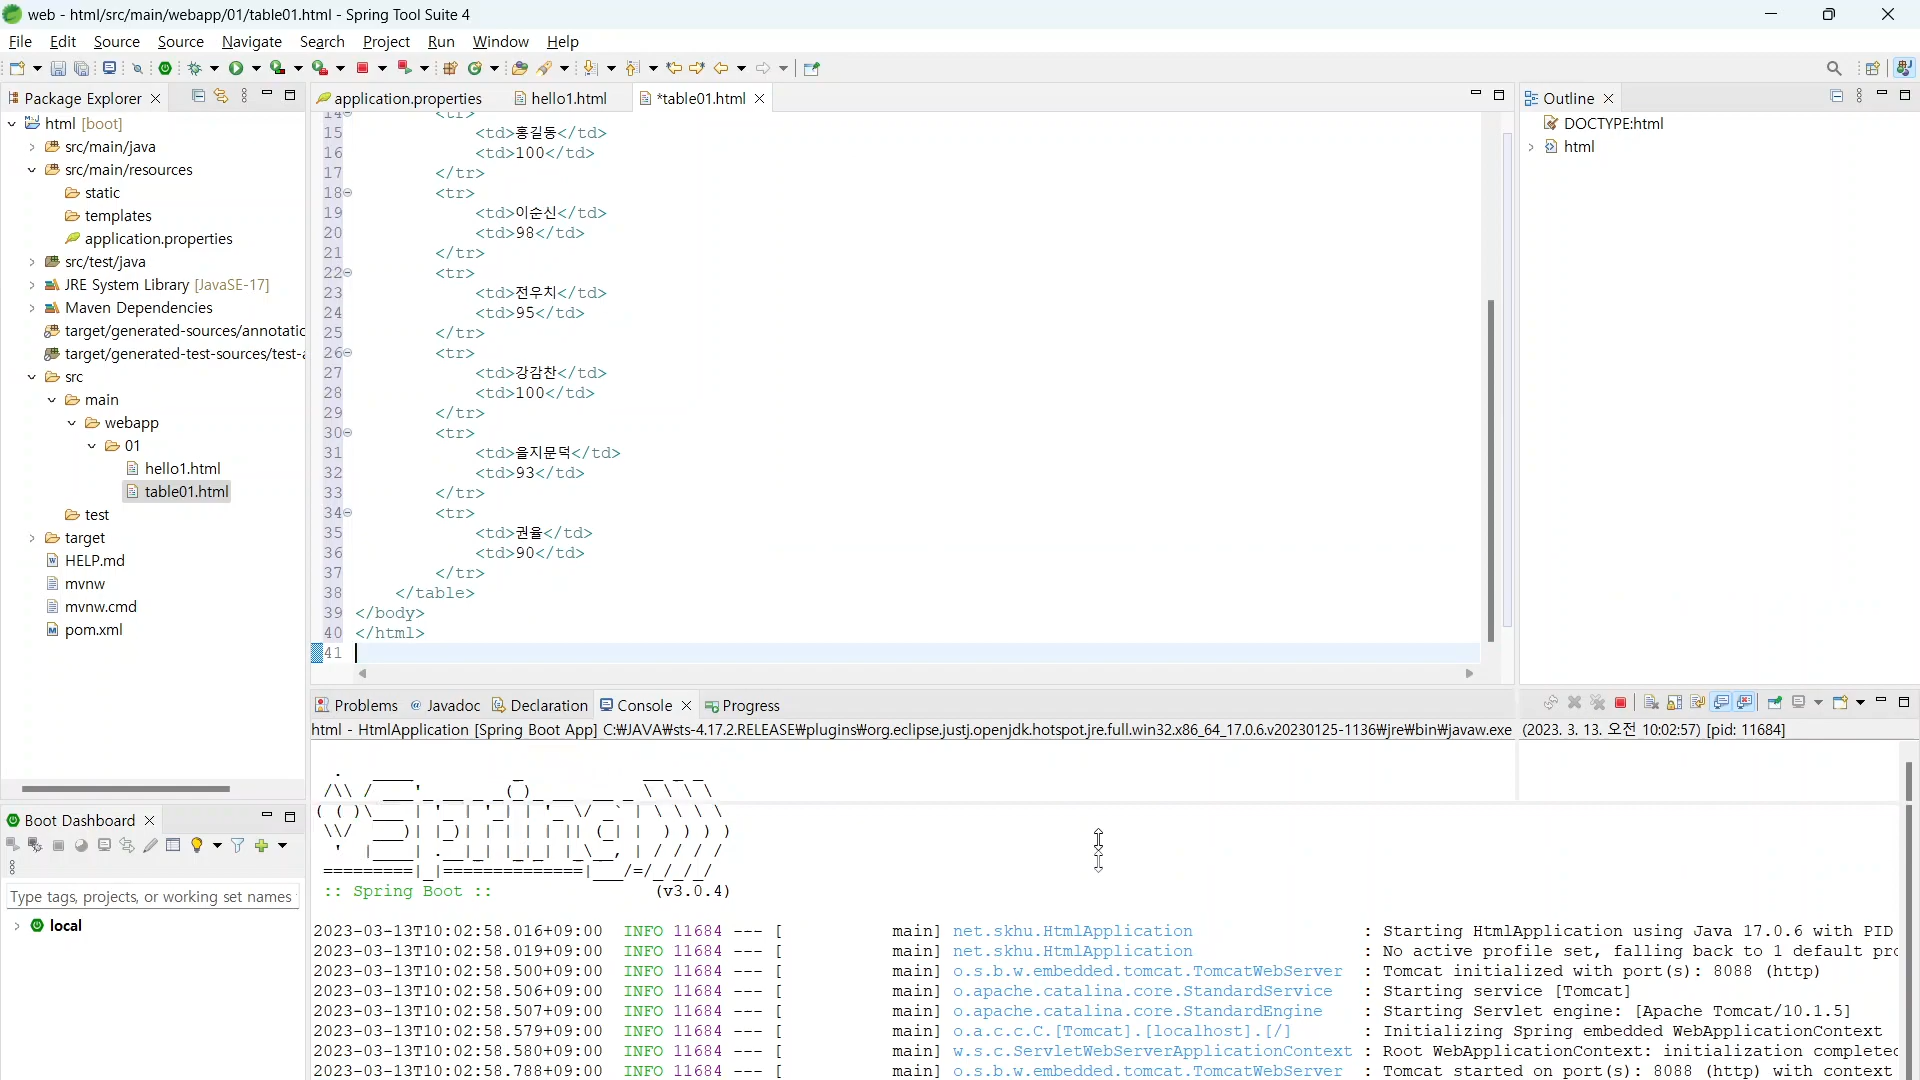 web - html/src/main/webapp/01/table01.html - Spring Tool Suite 4
File Edit Source Source Navigate Search Project Run Window Help
Package Explorer
html [boot]
src/main/java
src/main/resources
static
templates
application.properties
src/test/java
JRE System Library [JavaSE-17]
Maven Dependencies
target/generated-sources/annotatic
target/generated-test-sources/test-a
src
main
webapp
01
hello1.html
table01.html
test
target
HELP.md
mvnw
mvnw.cmd
pom.xml
Boot Dashboard
Type tags, projects, or working set names
local
application.properties hello1.html *table01.html
14 <tr>
15 <td>홍길동</td>
16 <td>100</td>
17 </tr>
18 <tr>
19 <td>이순신</td>
20 <td>98</td>
21 </tr>
22 <tr>
23 <td>전우치</td>
24 <td>95</td>
25 </tr>
26 <tr>
27 <td>강감찬</td>
28 <td>100</td>
29 </tr>
30 <tr>
31 <td>을지문덕</td>
32 <td>93</td>
33 </tr>
34 <tr>
35 <td>권율</td>
36 <td>90</td>
37 </tr>
38 </table>
39 </body>
40 </html>
41
Outline
DOCTYPE:html
html
Problems @ Javadoc Declaration Console Progress
html - HtmlApplication [Spring Boot App] C:₩JAVA₩sts-4.17.2.RELEASE₩plugins₩org.eclipse.justj.openjdk.hotspot.jre.full.win32.x86_64_17.0.6.v20230125-1136₩jre₩bin₩javaw.exe (2023. 3. 13. 오전 10:02:57) [pid: 11684]
Spring
:: Spring Boot :: (v3.0.4)
2023-03-13T10:02:58.016+09:00 INFO 11684 --- [ main] net.skhu.HtmlApplication : Starting HtmlApplication using Java 17.0.6 with PID
2023-03-13T10:02:58.019+09:00 INFO 11684 --- [ main] net.skhu.HtmlApplication : No active profile set, falling back to 1 default pro
2023-03-13T10:02:58.500+09:00 INFO 11684 --- [ main] o.s.b.w.embedded.tomcat.TomcatWebServer : Tomcat initialized with port(s): 8088 (http)
2023-03-13T10:02:58.506+09:00 INFO 11684 --- [ main] o.apache.catalina.core.StandardService : Starting service [Tomcat]
2023-03-13T10:02:58.507+09:00 INFO 11684 --- [ main] o.apache.catalina.core.StandardEngine : Starting Servlet engine: [Apache Tomcat/10.1.5]
2023-03-13T10:02:58.579+09:00 INFO 11684 --- [ main] o.a.c.c.C.[Tomcat].[localhost].[/] : Initializing Spring embedded WebApplicationContext
2023-03-13T10:02:58.580+09:00 INFO 11684 --- [ main] w.s.c.ServletWebServerApplicationContext : Root WebApplicationContext: initialization completed
2023-03-13T10:02:58.788+09:00 INFO 11684 --- [ main] o.s.b.w.embedded.tomcat.TomcatWebServer : Tomcat started on port(s): 8088 (http) with context